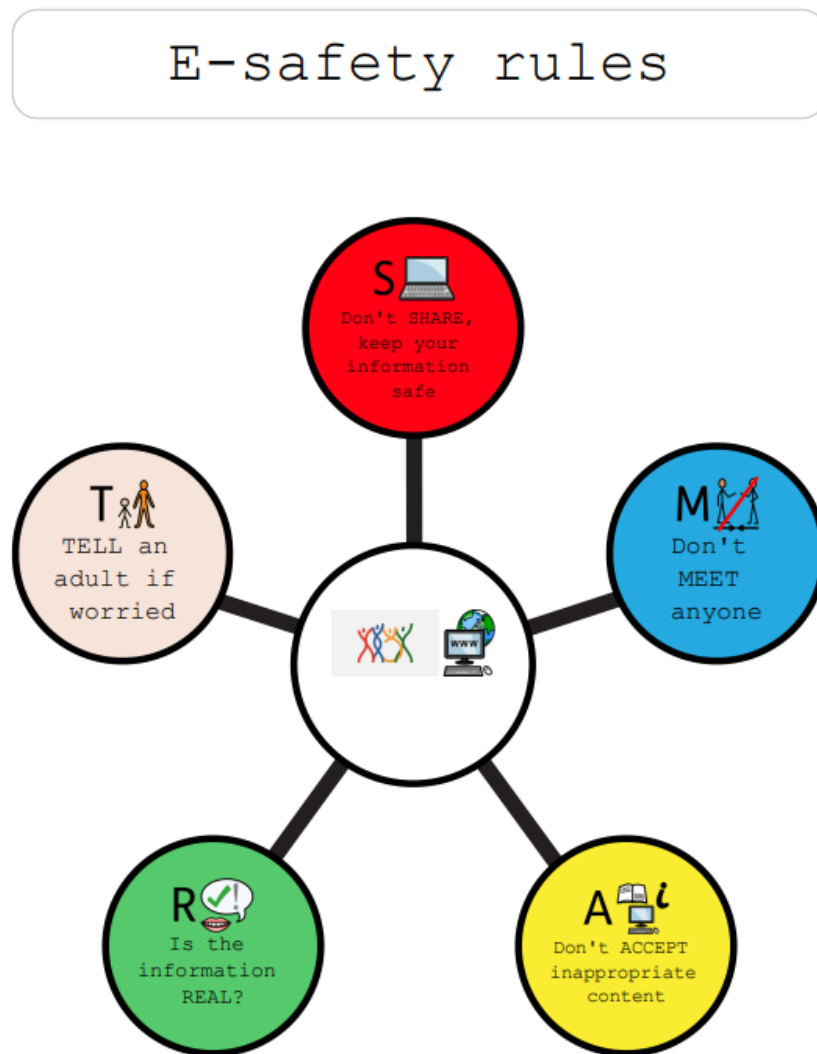 E-safety rules
S
Don't SHARE,
keep your
information
safe
M
Don't
MEET
anyone
A
i
Don't ACCEPT
inappropriate
content
R
!
Is the
information
REAL?
T
TELL an
adult if
worried
WWW